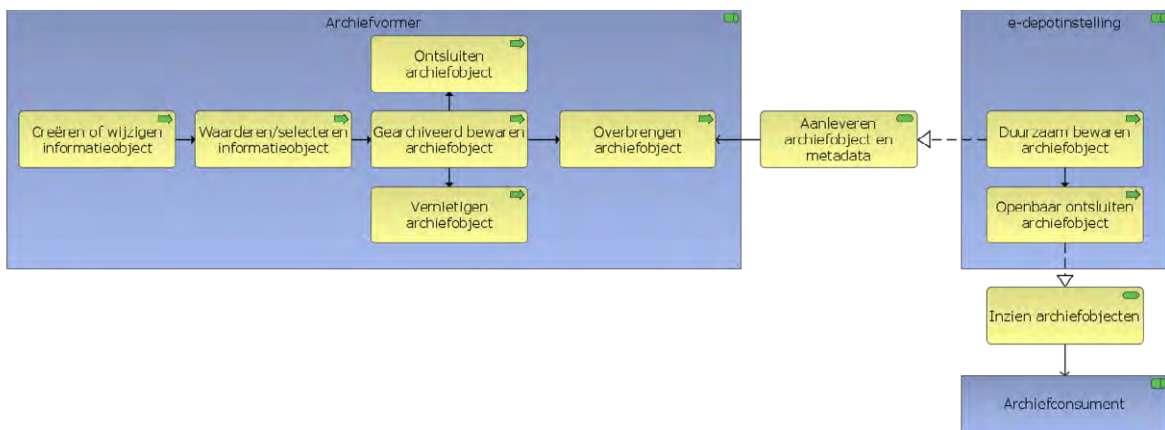 Archiefvormer
e-depotinstelling
Ontsluiten
archiefobject
Creëren of wijzigen
informatieobject
Waarderen/selecteren
informatieobject
Gearchiveerd bewaren
archiefobject
Overbrengen
archiefobject
Aanleveren
archiefobject en
metadata
Duurzaam bewaren
archiefobject
Vernietigen
archiefobject
Openbaar ontsluiten
archiefobject
Inzien archiefobjecten
Archiefconsument